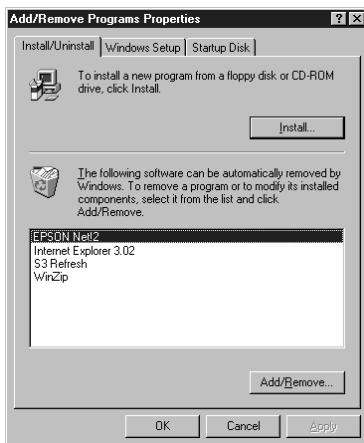 Add/Remove Programs Properties
Install/Uninstall Windows Setup Startup Disk
To install a new program from a floppy disk or CD-ROM
drive, click Install.
Install...
The following software can be automatically removed by
Windows. To remove a program or to modify its installed
components, select it from the list and click
Add/Remove.
EPSON Net!2
Internet Explorer 3.02
S3 Refresh
WinZip
Add/Remove...
OK Cancel Apply